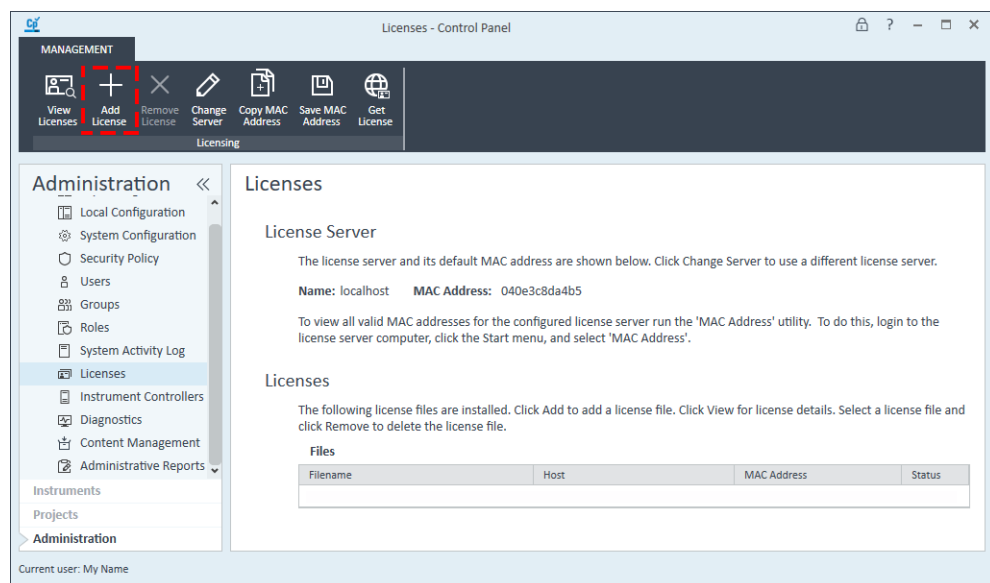 Licenses - Control Panel
?
MANAGEMENT
View Licenses
Add License
Remove License
Change Server
Copy MAC Address
Save MAC Address
Get License
Licensing
Administration
Local Configuration
System Configuration
Security Policy
Users
Groups
Roles
System Activity Log
Licenses
Instrument Controllers
Diagnostics
Content Management
Administrative Reports
Instruments
Projects
Administration
Licenses
License Server
The license server and its default MAC address are shown below. Click Change Server to use a different license server.
Name: localhost MAC Address: 040e3c8da4b5
To view all valid MAC addresses for the configured license server run the 'MAC Address' utility. To do this, login to the
license server computer, click the Start menu, and select 'MAC Address'.
Licenses
The following license files are installed. Click Add to add a license file. Click View for license details. Select a license file and
click Remove to delete the license file.
Files
Filename Host MAC Address Status
Current user: My Name